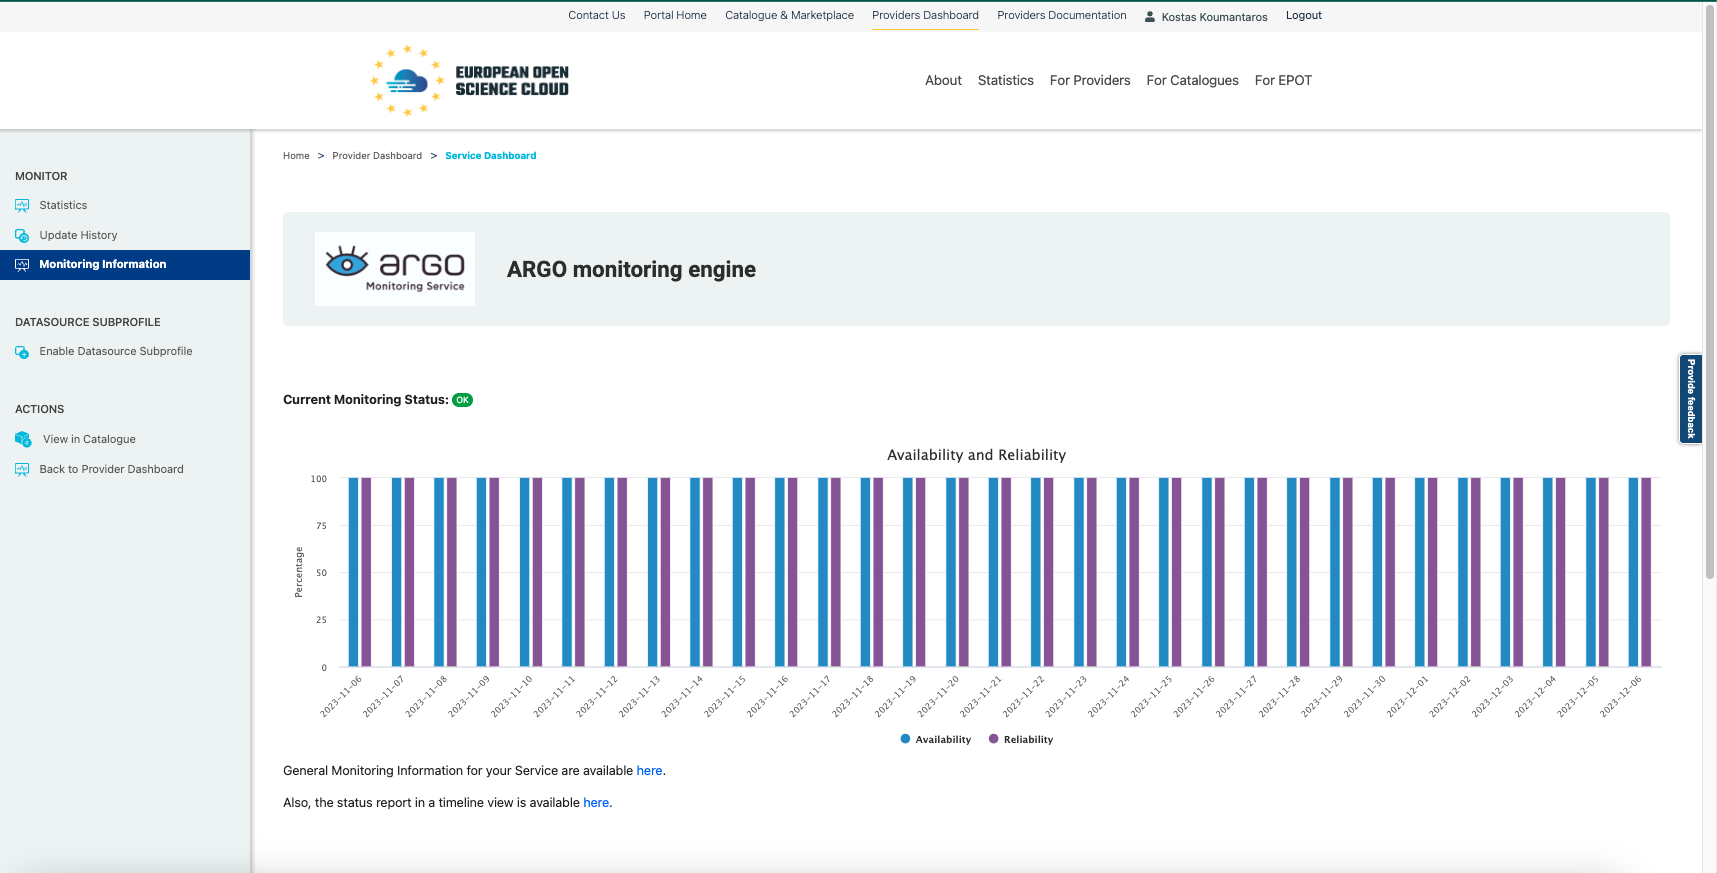 Contact Us Portal Home Catalogue & Marketplace Providers Dashboard Providers Documentation Kostas Koumantaros Logout
EUROPEAN OPEN
SCIENCE CLOUD
About Statistics For Providers For Catalogues For EPOT
Home > Provider Dashboard > Service Dashboard
MONITOR
Statistics
Update History
Monitoring Information
DATASOURCE SUBPROFILE
Enable Datasource Subprofile
ACTIONS
View in Catalogue
Back to Provider Dashboard
argo
Monitoring Service
ARGO monitoring engine
Provide feedback
Current Monitoring Status: OK
Availability and Reliability
Percentage
100
75
50
25
0
2023-11-06
2023-11-07
2023-11-08
2023-11-09
2023-11-10
2023-11-11
2023-11-12
2023-11-13
2023-11-14
2023-11-15
2023-11-16
2023-11-17
2023-11-18
2023-11-19
2023-11-20
2023-11-21
2023-11-22
2023-11-23
2023-11-24
2023-11-25
2023-11-26
2023-11-27
2023-11-28
2023-11-29
2023-11-30
2023-12-01
2023-12-02
2023-12-03
2023-12-04
2023-12-05
2023-12-06
Availability Reliability
General Monitoring Information for your Service are available here.
Also, the status report in a timeline view is available here.